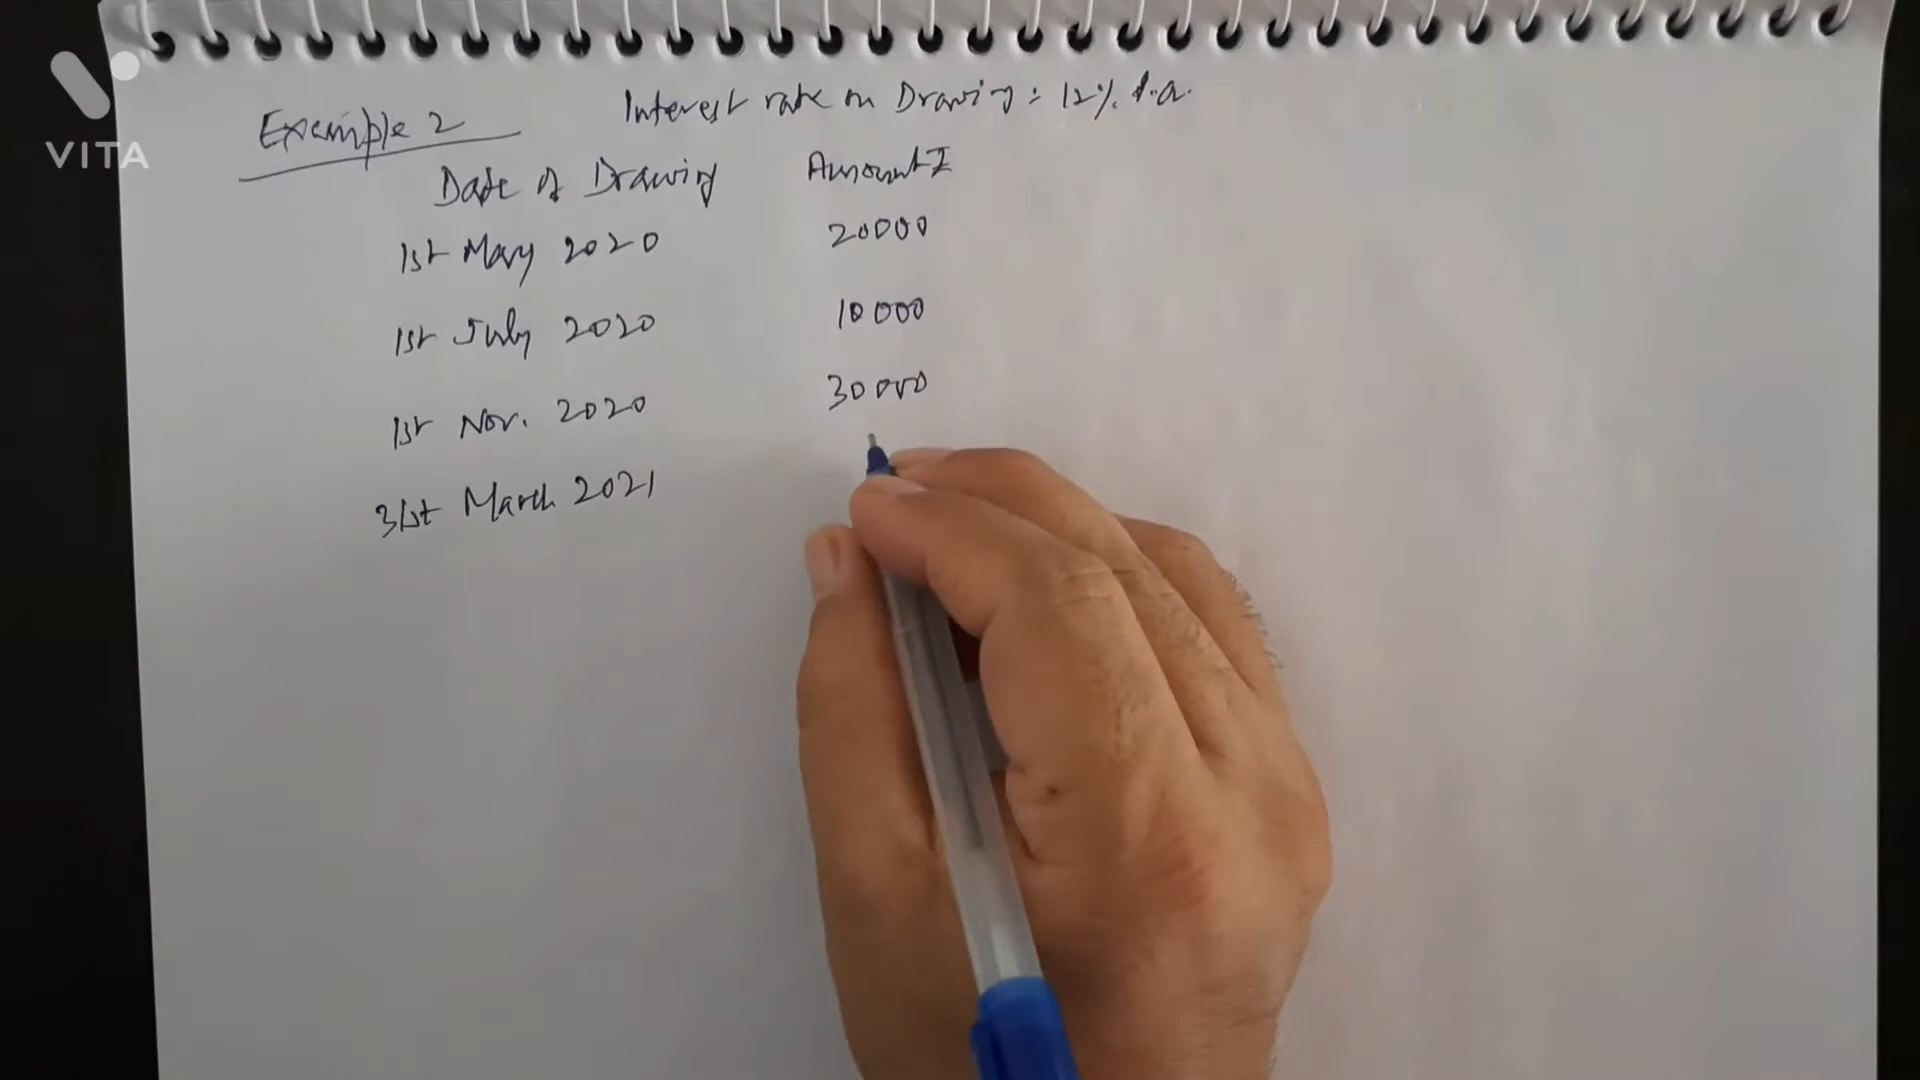 VITA
Example 2
Interest rate on Drawing = 12% p.a.
Date of Drawing Amount ₹
1st May 2020 20000
1st July 2020 10000
1st Nov. 2020 30000
31st March 2021